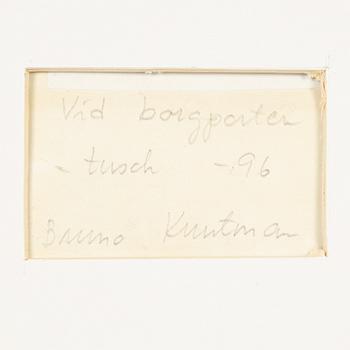 Vid borgporten
tusch -96
Bruno Knutman